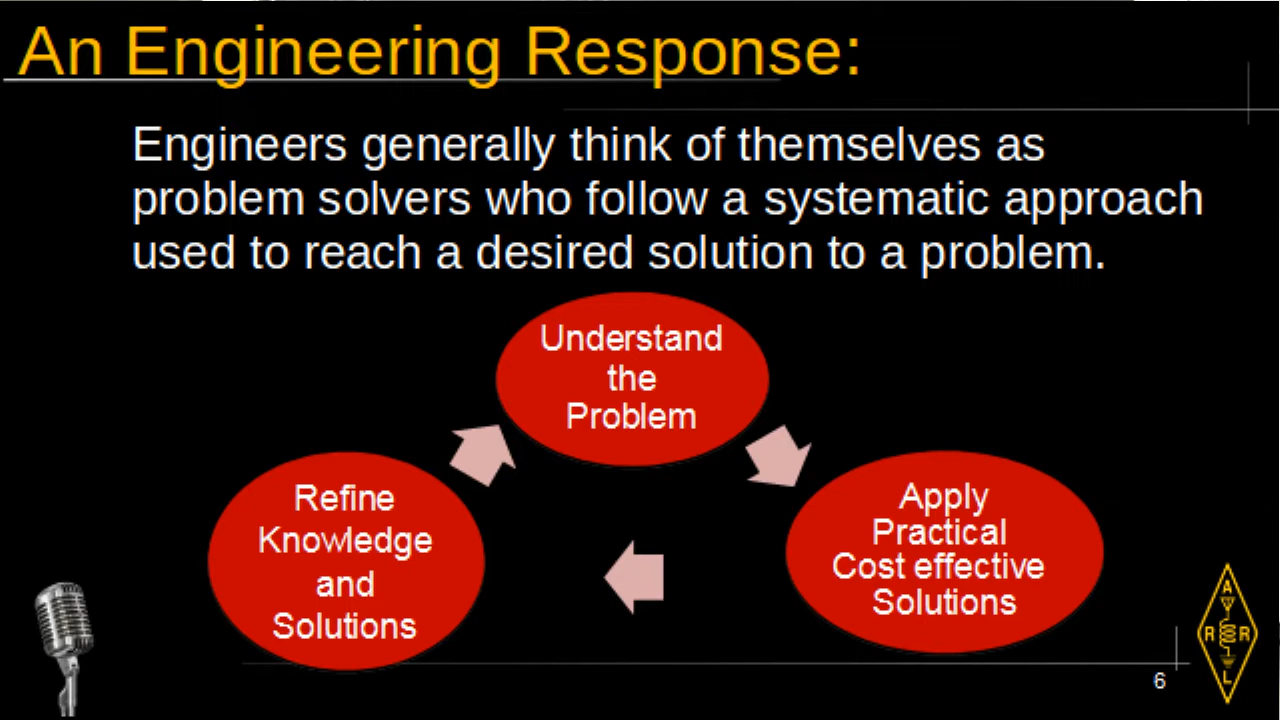 An Engineering Response:
Engineers generally think of themselves as
problem solvers who follow a systematic approach
used to reach a desired solution to a problem.
Understand
the
Problem
Apply
Practical
Cost effective
Solutions
Refine
Knowledge
and
Solutions
6
A
R R
L